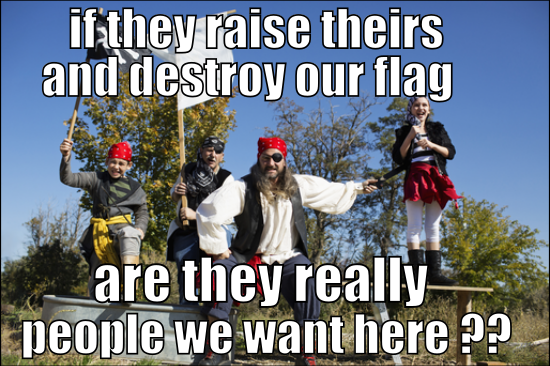 if they raise theirs
and destroy our flag
are they really
people we want here ??